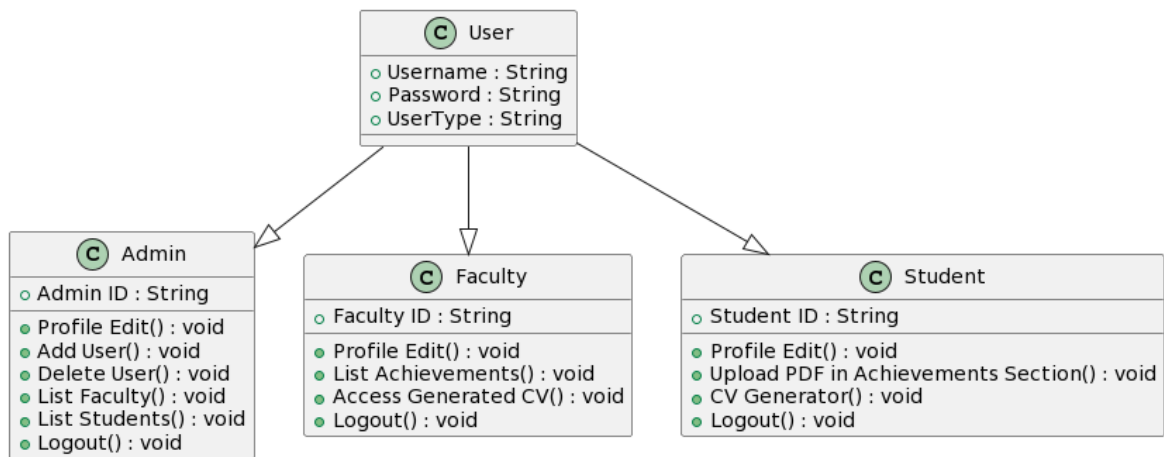 C User
Username : String
Password : String
UserType : String
C Admin
Admin ID : String
Profile Edit() : void
Add User() : void
Delete User() : void
List Faculty() : void
List Students() : void
Logout() : void
C Faculty
Faculty ID : String
Profile Edit() : void
List Achievements() : void
Access Generated CV() : void
Logout() : void
C Student
Student ID : String
Profile Edit() : void
Upload PDF in Achievements Section() : void
CV Generator() : void
Logout() : void